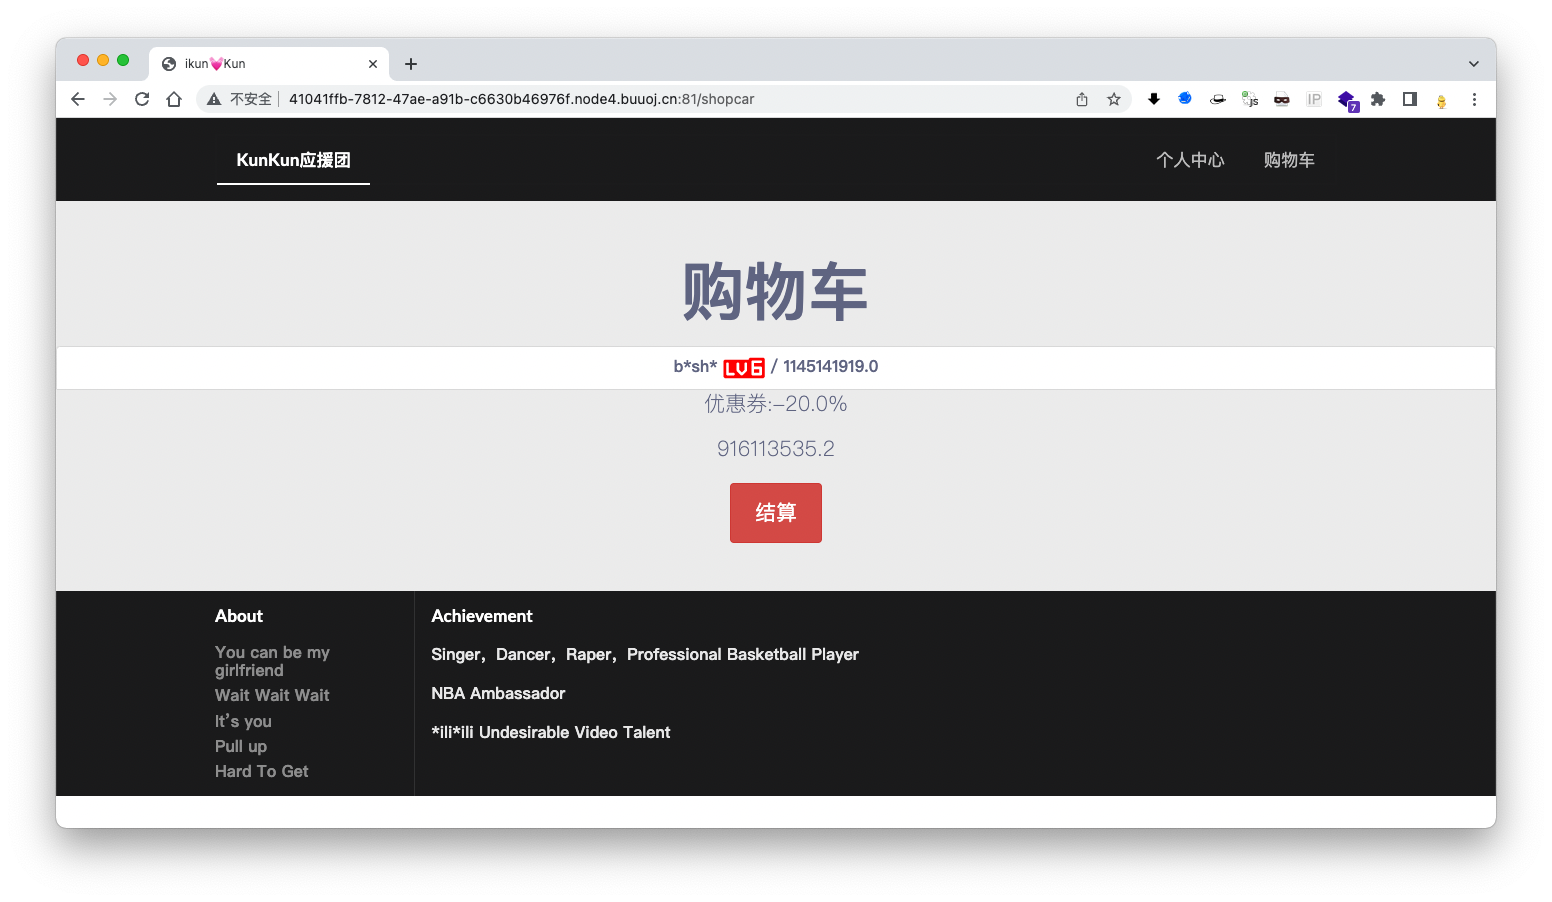 ikun💓Kun
不安全 41041ffb-7812-47ae-a91b-c6630b46976f.node4.buuoj.cn:81/shopcar
JS
IP
7
KunKun应援团 个人中心 购物车
购物车
b*sh* LV6 / 1145141919.0
优惠券:-20.0%
916113535.2
结算
About
You can be my
girlfriend
Wait Wait Wait
It's you
Pull up
Hard To Get
Achievement
Singer，Dancer，Raper，Professional Basketball Player
NBA Ambassador
*ili*ili Undesirable Video Talent